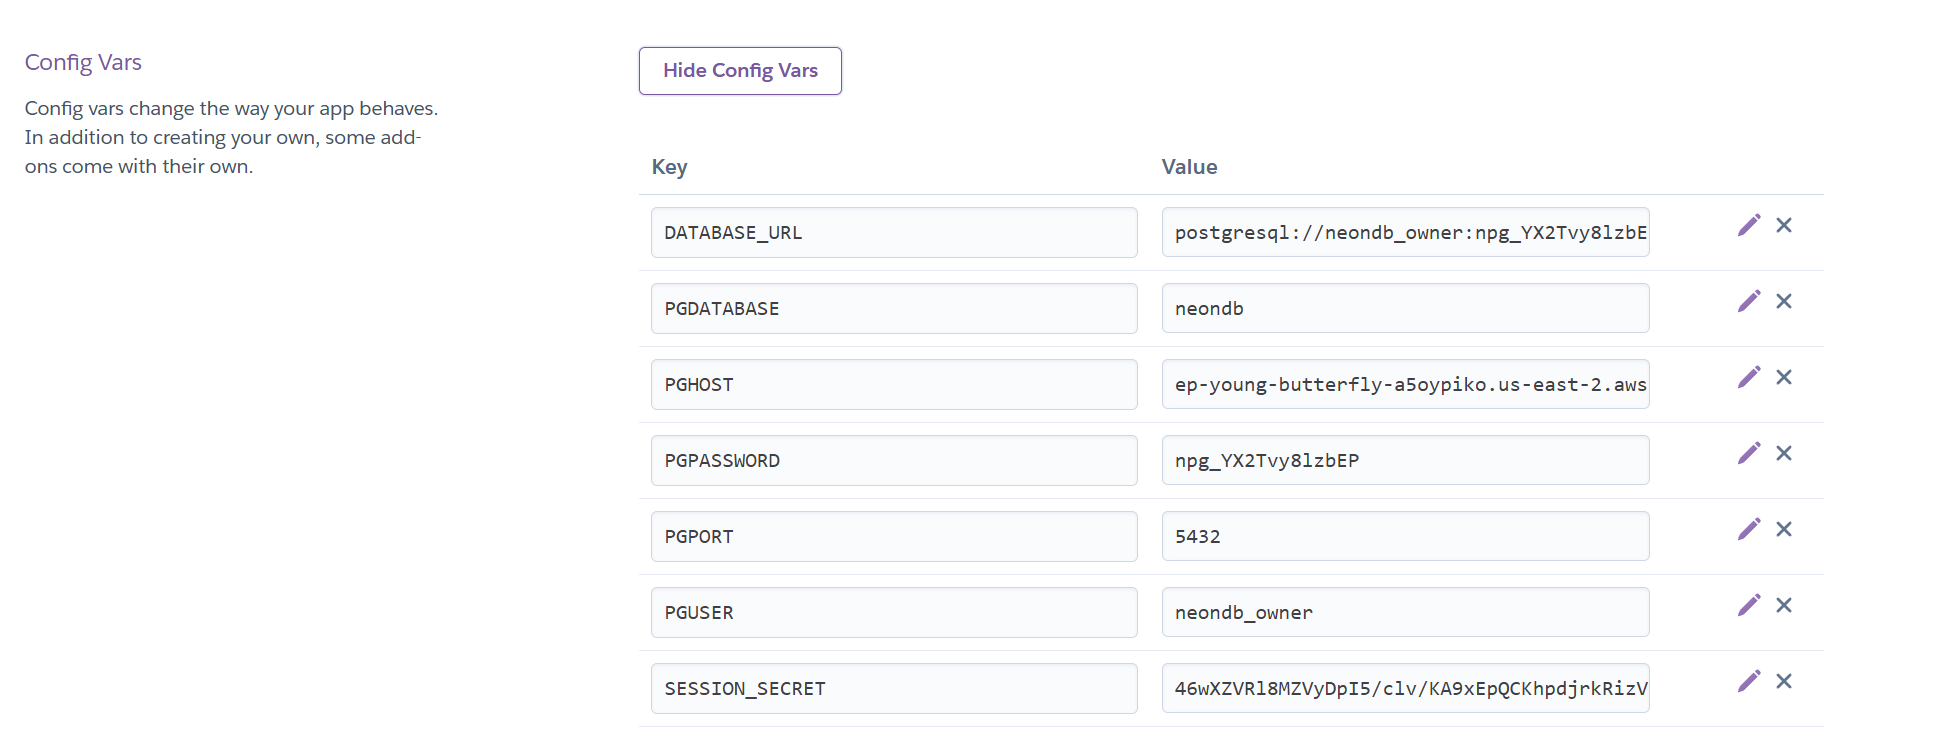 Config Vars
Config vars change the way your app behaves.
In addition to creating your own, some add-
ons come with their own.
Hide Config Vars
Key Value
DATABASE_URL postgresql://neondb_owner:npg_YX2Tvy8lzbE
PGDATABASE neondb
PGHOST ep-young-butterfly-a5oypiko.us-east-2.aws
PGPASSWORD npg_YX2Tvy8lzbEP
PGPORT 5432
PGUSER neondb_owner
SESSION_SECRET 46wXZVRl8MZVyDpI5/clv/KA9xEpQCKhpdjrkRizV